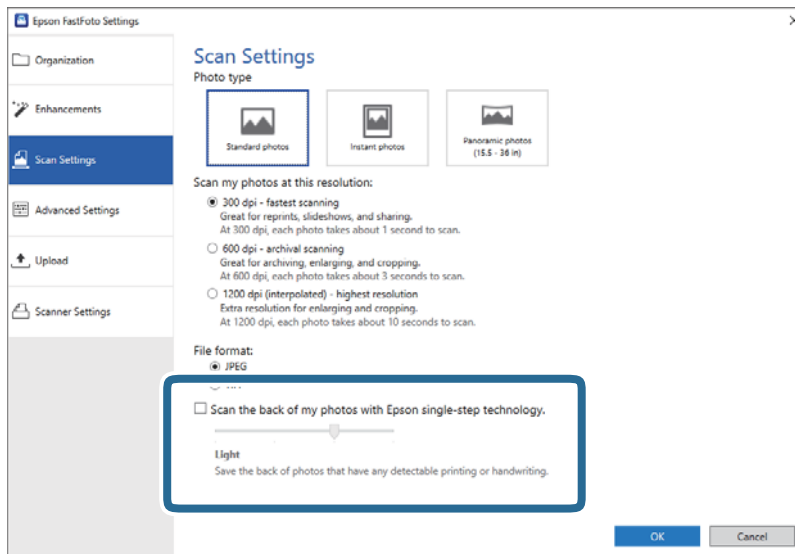 Epson FastFoto Settings
Organization
Enhancements
Scan Settings
Advanced Settings
Upload
Scanner Settings
Scan Settings
Photo type
Standard photos
Instant photos
Panoramic photos
(15.5 - 36 in)
Scan my photos at this resolution:
300 dpi - fastest scanning
Great for reprints, slideshows, and sharing.
At 300 dpi, each photo takes about 1 second to scan.
600 dpi - archival scanning
Great for archiving, enlarging, and cropping.
At 600 dpi, each photo takes about 3 seconds to scan.
1200 dpi (interpolated) - highest resolution
Extra resolution for enlarging and cropping.
At 1200 dpi, each photo takes about 10 seconds to scan.
File format:
JPEG
Scan the back of my photos with Epson single-step technology.
Light
Save the back of photos that have any detectable printing or handwriting.
OK
Cancel